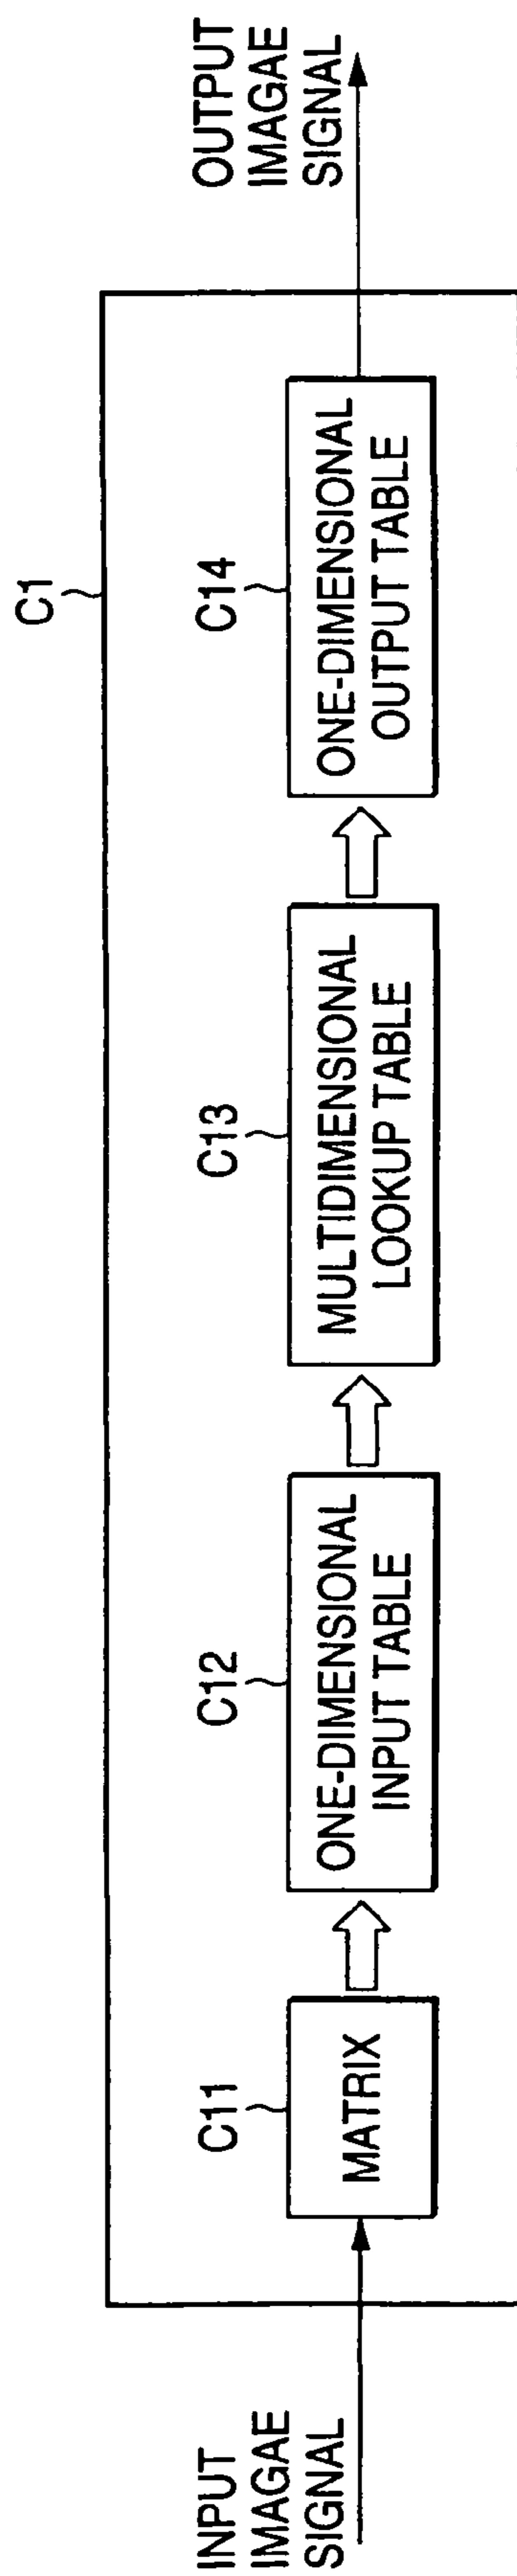 C1
INPUT
IMAGAE
SIGNAL
C11
MATRIX
C12
ONE-DIMENSIONAL
INPUT TABLE
C13
MULTIDIMENSIONAL
LOOKUP TABLE
C14
ONE-DIMENSIONAL
OUTPUT TABLE
OUTPUT
IMAGAE
SIGNAL